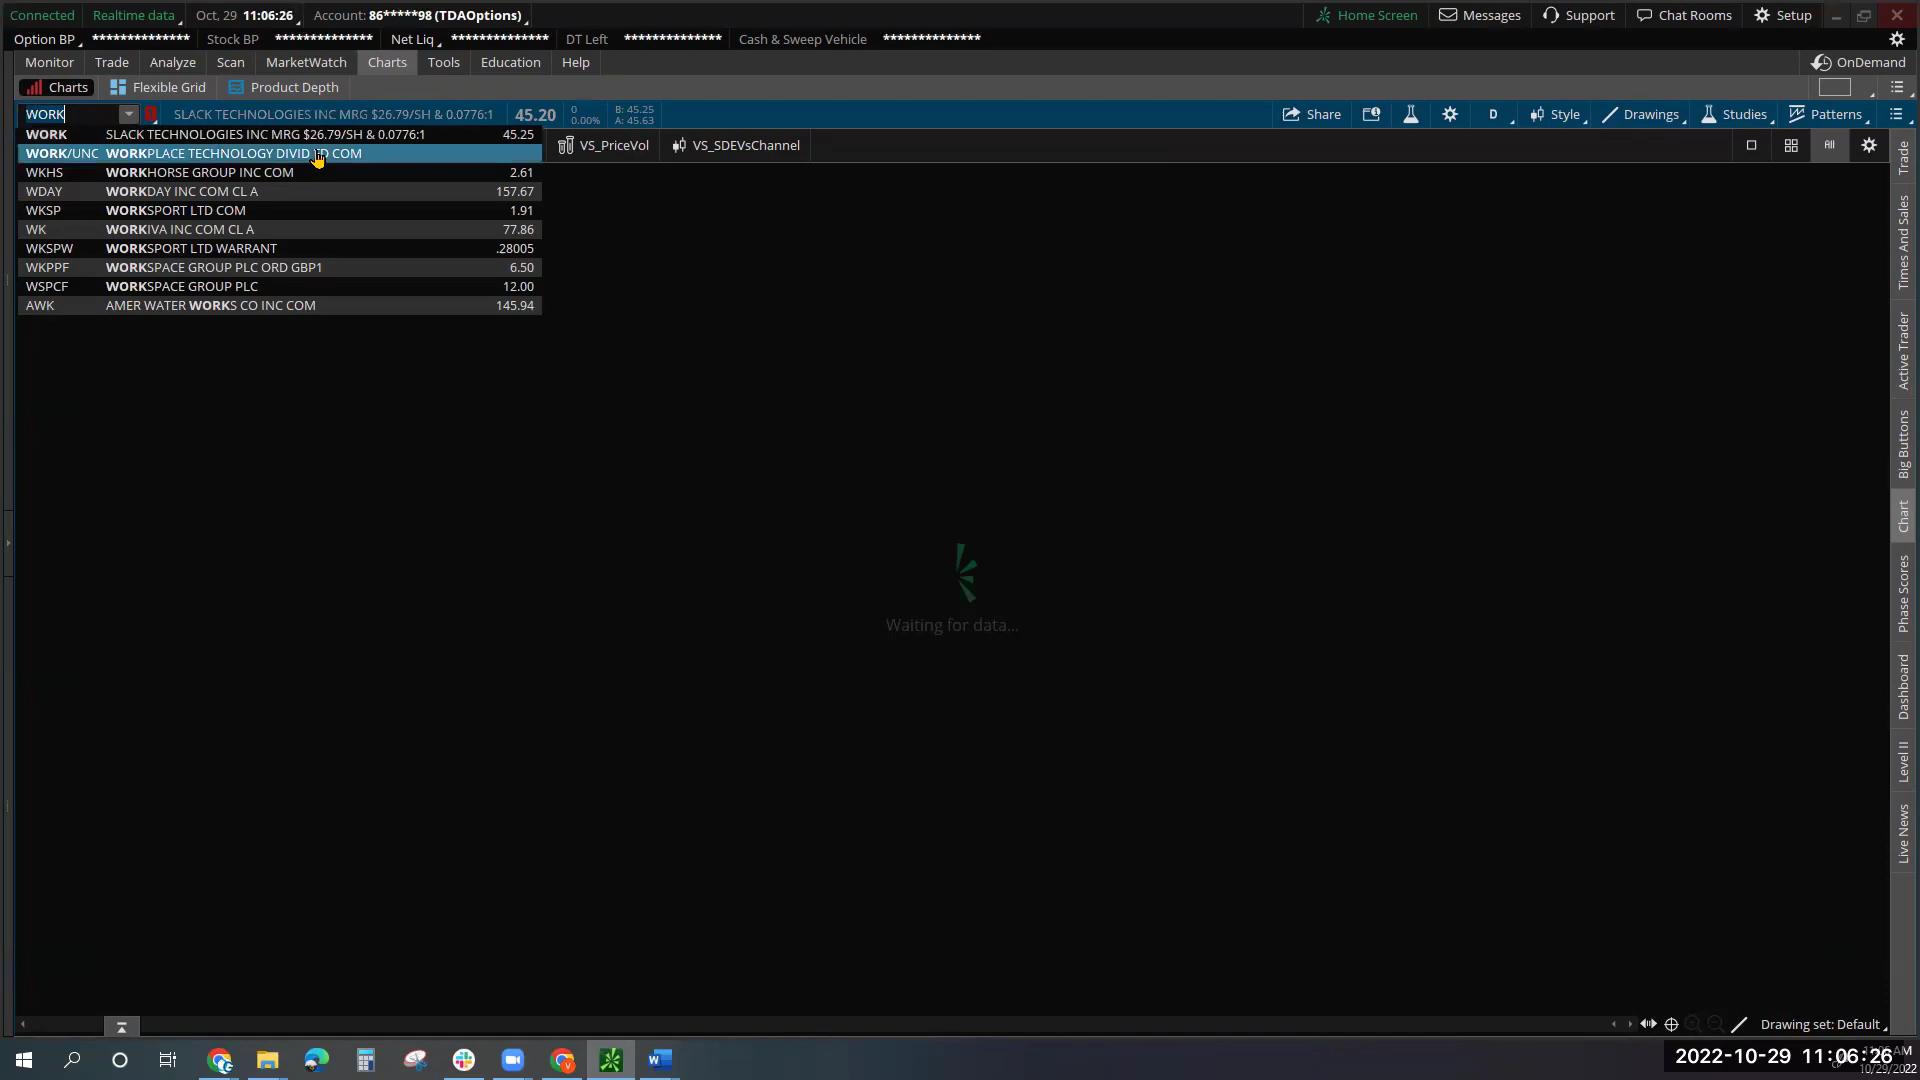 Connected Realtime data Oct, 29 11:06:26 Account: 86*****98 (TDAOptions) Home Screen Messages Support Chat Rooms Setup
Option BP ************** Stock BP ************** Net Liq ************** DT Left ************** Cash & Sweep Vehicle **************
Monitor Trade Analyze Scan MarketWatch Charts Tools Education Help OnDemand
Charts Flexible Grid Product Depth
WORK SLACK TECHNOLOGIES INC MRG $26.79/SH & 0.0776:1 45.20 0 B: 45.25 Share D Style Drawings Studies Patterns
0.00% A: 45.63
WORK SLACK TECHNOLOGIES INC MRG $26.79/SH & 0.0776:1 45.25
VS_PriceVol VS_SDEVsChannel All
WORK/UNC WORKPLACE TECHNOLOGY DIVID COM
WKHS WORKHORSE GROUP INC COM 2.61
WDAY WORKDAY INC COM CL A 157.67
WKSP WORKSPORT LTD COM 1.91
WK WORKIVA INC COM CL A 77.86
WKSPW WORKSPORT LTD WARRANT .28005
WKPPF WORKSPACE GROUP PLC ORD GBP1 6.50
WSPCF WORKSPACE GROUP PLC 12.00
AWK AMER WATER WORKS CO INC COM 145.94
Waiting for data...
Trade
Times And Sales
Active Trader
Big Buttons
Chart
Phase Scores
Dashboard
Level II
Live News
Drawing set: Default
2022-10-29 11:06:26